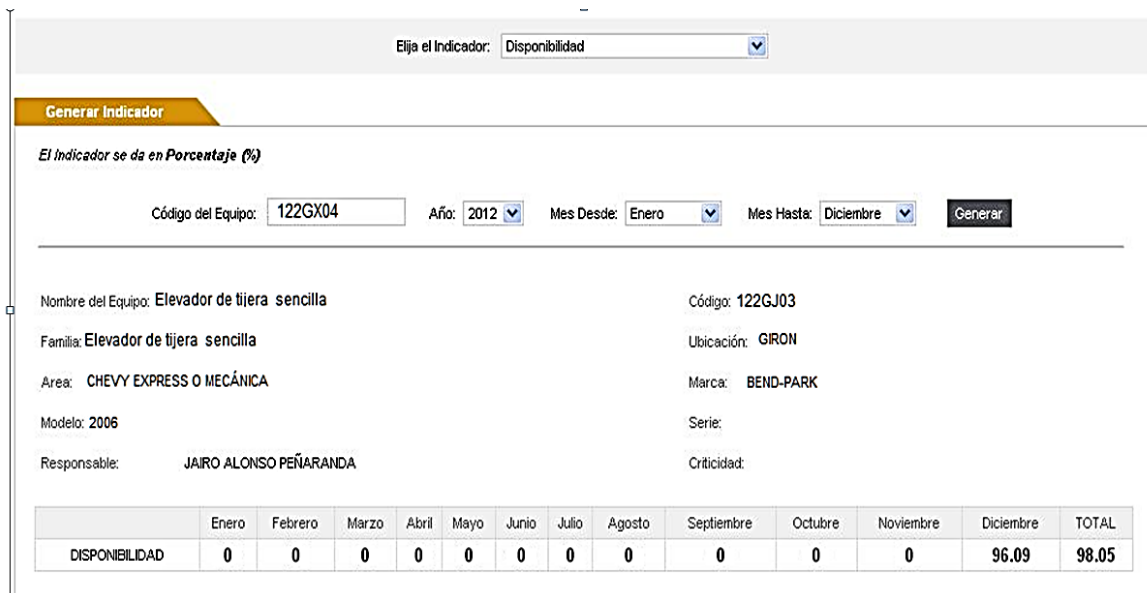 Elija el Indicador: Disponibilidad
Generar Indicador
El Indicador se da en Porcentaje (%)
Código del Equipo: 122GX04 Año: 2012 Mes Desde: Enero Mes Hasta: Diciembre Generar
Nombre del Equipo: Elevador de tijera sencilla Código: 122GJ03
Familia: Elevador de tijera sencilla Ubicación: GIRON
Area: CHEVY EXPRESS O MECÁNICA Marca: BEND-PARK
Modelo: 2006 Serie:
Responsable: JAIRO ALONSO PEÑARANDA Criticidad:
Enero Febrero Marzo Abril Mayo Junio Julio Agosto Septiembre Octubre Noviembre Diciembre TOTAL
DISPONIBILIDAD 0 0 0 0 0 0 0 0 0 0 0 96.09 98.05